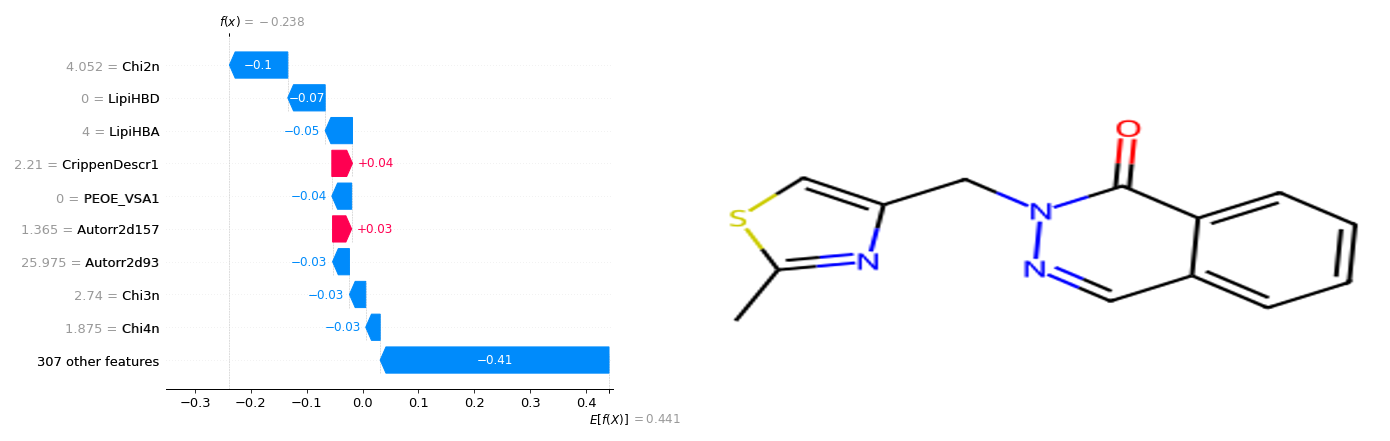 f(x) = −0.238
4.052 = Chi2n
−0.1
0 = LipiHBD
−0.07
4 = LipiHBA
−0.05
2.21 = CrippenDescr1
+0.04
0 = PEOE_VSA1
−0.04
1.365 = Autorr2d157
+0.03
25.975 = Autorr2d93
−0.03
2.74 = Chi3n
−0.03
1.875 = Chi4n
−0.03
307 other features
−0.41
−0.3 −0.2 −0.1 0.0 0.1 0.2 0.3 0.4
E[f(X)] = 0.441
O
S
N
N
N